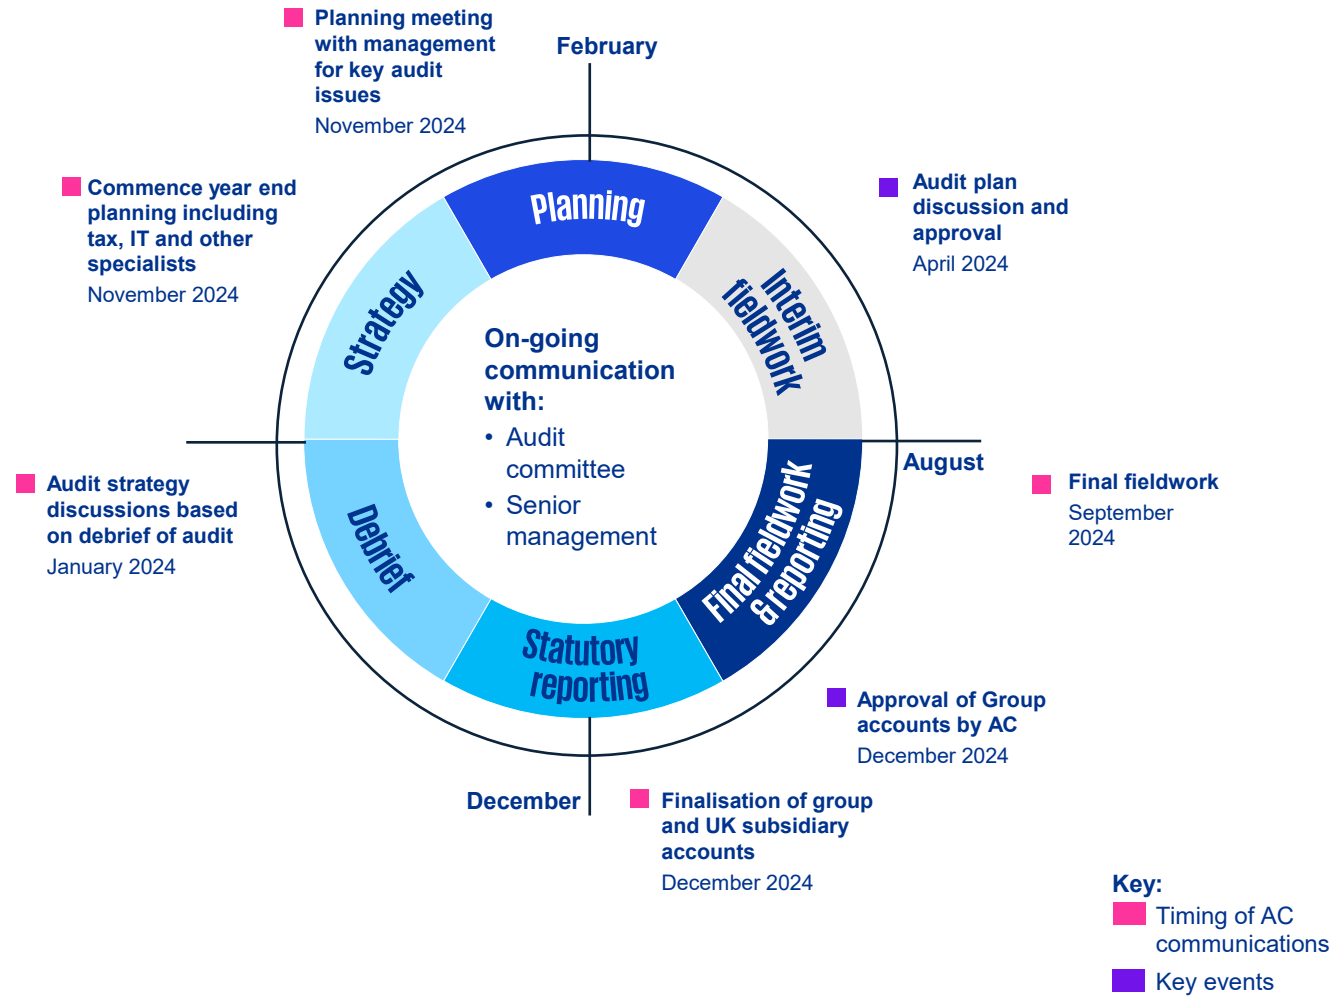 Planning meeting
with management
for key audit
issues
November 2024
February
Commence year end
planning including
tax, IT and other
specialists
November 2024
Audit plan
discussion and
approval
April 2024
Planning
Strategy
Interim
fieldwork
On-going
communication
with:
• Audit
committee
• Senior
management
August
Audit strategy
discussions based
on debrief of audit
January 2024
Final fieldwork
September
2024
Debrief
Final fieldwork
& reporting
Statutory
reporting
Approval of Group
accounts by AC
December 2024
December
Finalisation of group
and UK subsidiary
accounts
December 2024
Key:
Timing of AC
communications
Key events